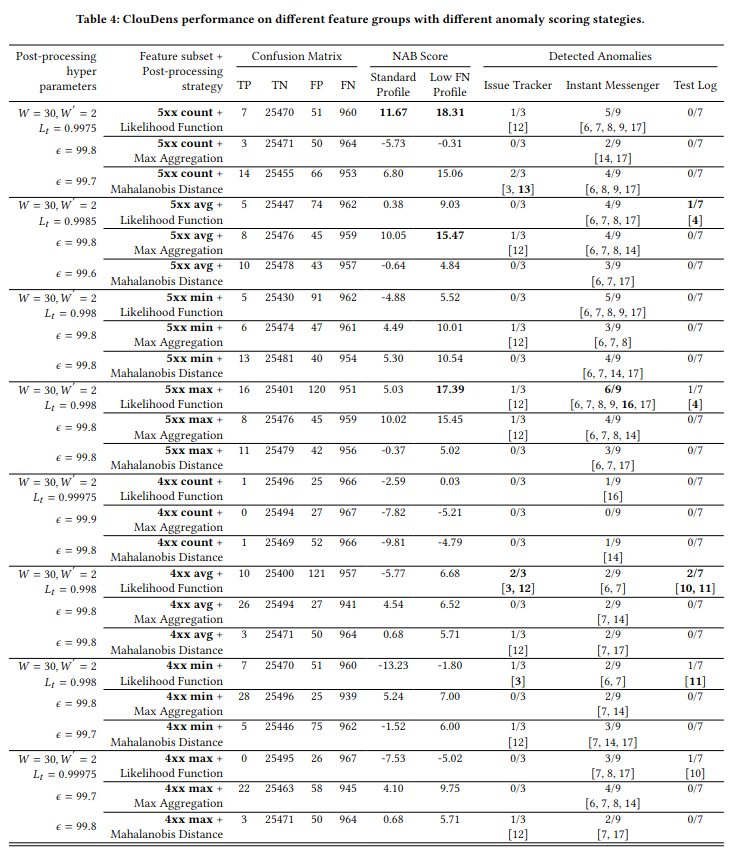 Table 4: ClouDens performance on different feature groups with different anomaly scoring stategies.
Post-processing hyper parameters | Feature subset + Post-processing strategy | Confusion Matrix | NAB Score | Detected Anomalies
TP | TN | FP | FN | Standard Profile | Low FN Profile | Issue Tracker | Instant Messenger | Test Log
W = 30, W′ = 2 | 5xx count + | 7 | 25470 | 51 | 960 | 11.67 | 18.31 | 1/3 | 5/9 | 0/7
L_t = 0.9975 | Likelihood Function | [12] | [6, 7, 8, 9, 17]
ϵ = 99.8 | 5xx count + | 3 | 25471 | 50 | 964 | -5.73 | -0.31 | 0/3 | 2/9 | 0/7
Max Aggregation | [14, 17]
ϵ = 99.7 | 5xx count + | 14 | 25455 | 66 | 953 | 6.80 | 15.06 | 2/3 | 4/9 | 0/7
Mahalanobis Distance | [3, 13] | [6, 8, 9, 17]
W = 30, W′ = 2 | 5xx avg + | 5 | 25447 | 74 | 962 | 0.38 | 9.03 | 0/3 | 4/9 | 1/7
L_t = 0.9985 | Likelihood Function | [6, 7, 8, 17] | [4]
ϵ = 99.8 | 5xx avg + | 8 | 25476 | 45 | 959 | 10.05 | 15.47 | 1/3 | 4/9 | 0/7
Max Aggregation | [12] | [6, 7, 8, 14]
ϵ = 99.6 | 5xx avg + | 10 | 25478 | 43 | 957 | -0.64 | 4.84 | 0/3 | 3/9 | 0/7
Mahalanobis Distance | [6, 7, 17]
W = 30, W′ = 2 | 5xx min + | 5 | 25430 | 91 | 962 | -4.88 | 5.52 | 0/3 | 5/9 | 0/7
L_t = 0.998 | Likelihood Function | [6, 7, 8, 9, 17]
ϵ = 99.8 | 5xx min + | 6 | 25474 | 47 | 961 | 4.49 | 10.01 | 1/3 | 3/9 | 0/7
Max Aggregation | [12] | [6, 7, 8]
ϵ = 99.8 | 5xx min + | 13 | 25481 | 40 | 954 | 5.30 | 10.54 | 0/3 | 4/9 | 0/7
Mahalanobis Distance | [6, 7, 14, 17]
W = 30, W′ = 2 | 5xx max + | 16 | 25401 | 120 | 951 | 5.03 | 17.39 | 1/3 | 6/9 | 1/7
L_t = 0.998 | Likelihood Function | [12] | [6, 7, 8, 9, 16, 17] | [4]
ϵ = 99.8 | 5xx max + | 8 | 25476 | 45 | 959 | 10.02 | 15.45 | 1/3 | 4/9 | 0/7
Max Aggregation | [12] | [6, 7, 8, 14]
ϵ = 99.8 | 5xx max + | 11 | 25479 | 42 | 956 | -0.37 | 5.02 | 0/3 | 3/9 | 0/7
Mahalanobis Distance | [6, 7, 17]
W = 30, W′ = 2 | 4xx count + | 1 | 25496 | 25 | 966 | -2.59 | 0.03 | 0/3 | 1/9 | 0/7
L_t = 0.99975 | Likelihood Function | [16]
ϵ = 99.9 | 4xx count + | 0 | 25494 | 27 | 967 | -7.82 | -5.21 | 0/3 | 0/9 | 0/7
Max Aggregation
ϵ = 99.8 | 4xx count + | 1 | 25469 | 52 | 966 | -9.81 | -4.79 | 0/3 | 1/9 | 0/7
Mahalanobis Distance | [14]
W = 30, W′ = 2 | 4xx avg + | 10 | 25400 | 121 | 957 | -5.77 | 6.68 | 2/3 | 2/9 | 2/7
L_t = 0.998 | Likelihood Function | [3, 12] | [6, 7] | [10, 11]
ϵ = 99.8 | 4xx avg + | 26 | 25494 | 27 | 941 | 4.54 | 6.52 | 0/3 | 2/9 | 0/7
Max Aggregation | [7, 14]
ϵ = 99.8 | 4xx avg + | 3 | 25471 | 50 | 964 | 0.68 | 5.71 | 1/3 | 2/9 | 0/7
Mahalanobis Distance | [12] | [7, 17]
W = 30, W′ = 2 | 4xx min + | 7 | 25470 | 51 | 960 | -13.23 | -1.80 | 1/3 | 2/9 | 1/7
L_t = 0.998 | Likelihood Function | [3] | [6, 7] | [11]
ϵ = 99.8 | 4xx min + | 28 | 25496 | 25 | 939 | 5.24 | 7.00 | 0/3 | 2/9 | 0/7
Max Aggregation | [7, 14]
ϵ = 99.7 | 4xx min + | 5 | 25446 | 75 | 962 | -1.52 | 6.00 | 1/3 | 3/9 | 0/7
Mahalanobis Distance | [12] | [7, 14, 17]
W = 30, W′ = 2 | 4xx max + | 0 | 25495 | 26 | 967 | -7.53 | -5.02 | 0/3 | 3/9 | 1/7
L_t = 0.99975 | Likelihood Function | [7, 8, 17] | [10]
ϵ = 99.7 | 4xx max + | 22 | 25463 | 58 | 945 | 4.10 | 9.75 | 0/3 | 4/9 | 0/7
Max Aggregation | [6, 7, 8, 14]
ϵ = 99.8 | 4xx max + | 3 | 25471 | 50 | 964 | 0.68 | 5.71 | 1/3 | 2/9 | 0/7
Mahalanobis Distance | [12] | [7, 17]